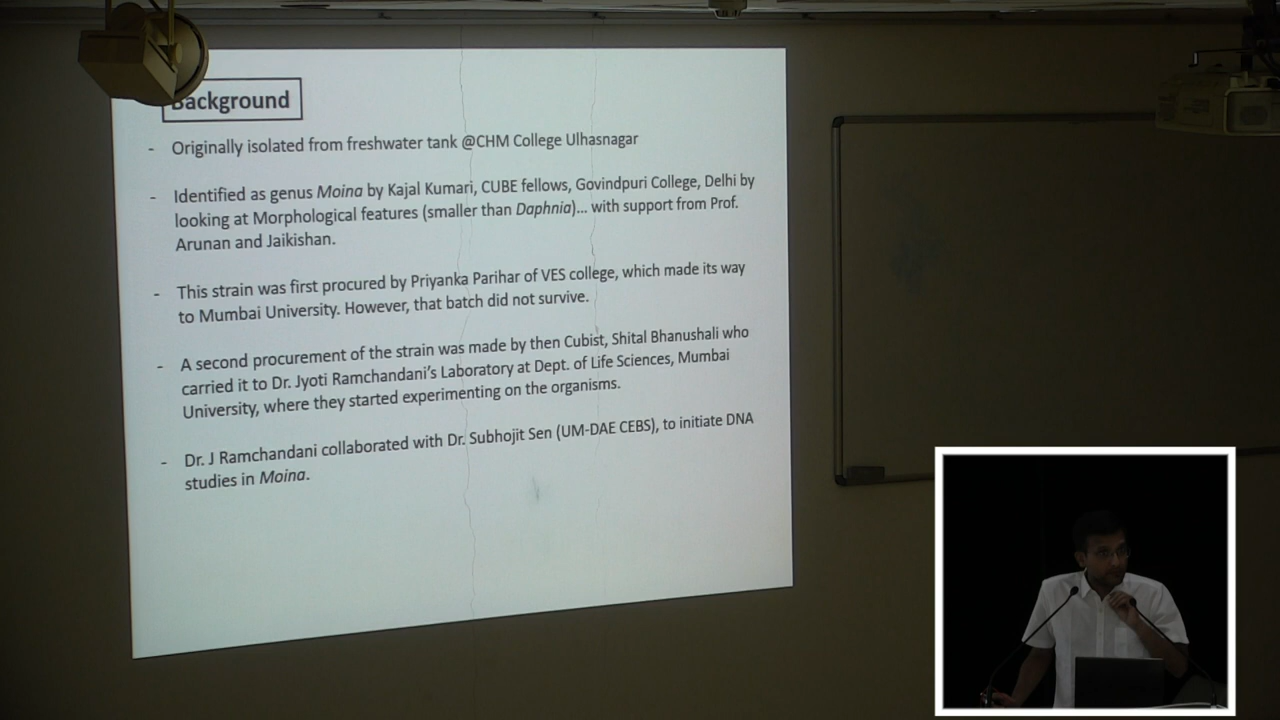 Background
- Originally isolated from freshwater tank @CHM College Ulhasnagar
- Identified as genus Moina by Kajal Kumari, CUBE fellows, Govindpuri College, Delhi by
looking at Morphological features (smaller than Daphnia)... with support from Prof.
Arunan and Jaikishan.
- This strain was first procured by Priyanka Parihar of VES college, which made its way
to Mumbai University. However, that batch did not survive.
- A second procurement of the strain was made by then Cubist, Shital Bhanushali who
carried it to Dr. Jyoti Ramchandani's Laboratory at Dept. of Life Sciences, Mumbai
University, where they started experimenting on the organisms.
- Dr. J Ramchandani collaborated with Dr. Subhojit Sen (UM-DAE CEBS), to initiate DNA
studies in Moina.